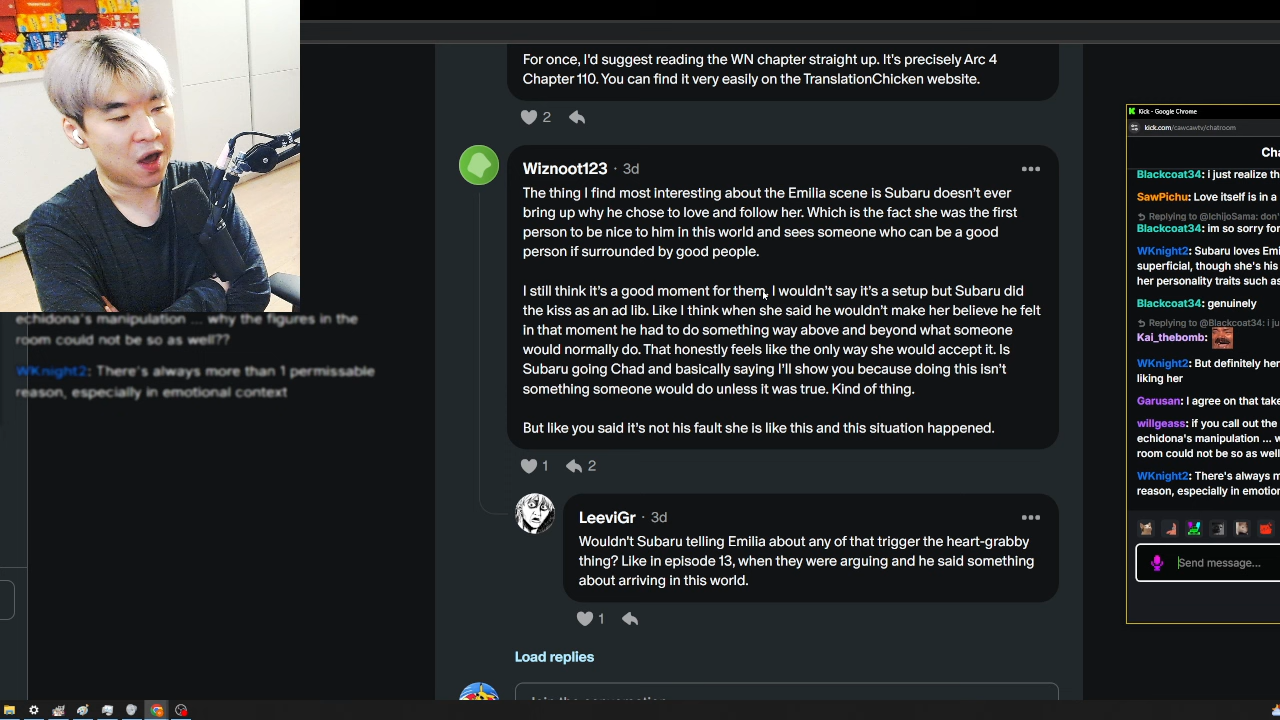 For once, I'd suggest reading the WN chapter straight up. It's precisely Arc 4
Chapter 110. You can find it very easily on the TranslationChicken website.
2
Wiznoot123 · 3d
The thing I find most interesting about the Emilia scene is Subaru doesn't ever
bring up why he chose to love and follow her. Which is the fact she was the first
person to be nice to him in this world and sees someone who can be a good
person if surrounded by good people.
I still think it's a good moment for them, I wouldn't say it's a setup but Subaru did
the kiss as an ad lib. Like I think when she said he wouldn't make her believe he felt
in that moment he had to do something way above and beyond what someone
would normally do. That honestly feels like the only way she would accept it. Is
Subaru going Chad and basically saying I'll show you because doing this isn't
something someone would do unless it was true. Kind of thing.
But like you said it's not his fault she is like this and this situation happened.
1 2
LeeviGr · 3d
Wouldn't Subaru telling Emilia about any of that trigger the heart-grabby
thing? Like in episode 13, when they were arguing and he said something
about arriving in this world.
1
Load replies
echidona's manipulation ... why the figures in the
room could not be so as well??
WKnight2: There's always more than 1 permissable
reason, especially in emotional context
Kick - Google Chrome
kick.com/cawcawtv/chatroom
Cha
Blackcoat34: i just realize th
SawPichu: Love itself is in a
Replying to @IchijoSama: don'
Blackcoat34: im so sorry for
WKnight2: Subaru loves Emi
superficial, though she's his
her personality traits such as
Blackcoat34: genuinely
Replying to @Blackcoat34: i ju
Kai_thebomb:
WKnight2: But definitely her
liking her
Garusan: I agree on that take
willgeass: if you call out the
echidona's manipulation ... w
room could not be so as well
WKnight2: There's always m
reason, especially in emotion
Send message...